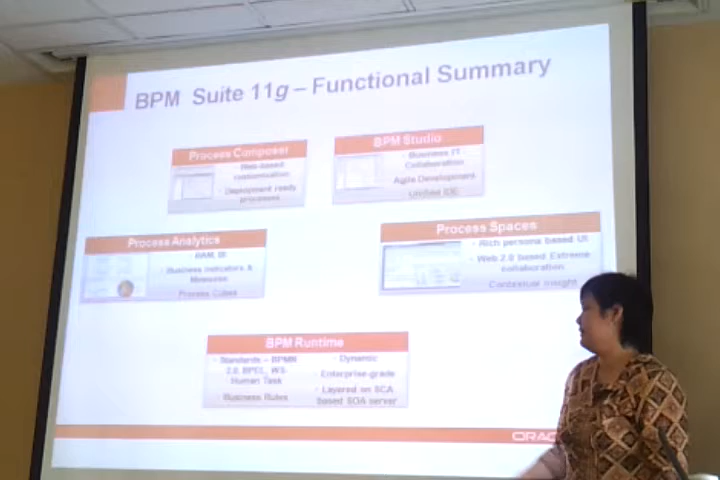 BPM Suite 11g – Functional Summary
Process Composer
Web-based
customization
Deployment ready
processes
BPM Studio
Business IT
Collaboration
Agile Development
Unified IDE
Process Analytics
BAM, BI
Business Indicators &
Measures
Process Cubes
Process Spaces
Rich persona based UI
Web 2.0 based Extreme
collaboration
Contextual Insight
BPM Runtime
Standards – BPMN
2.0, BPEL, WS-
Human Task
Business Rules
Dynamic
Enterprise-grade
Layered on SCA
based SOA server
ORAC